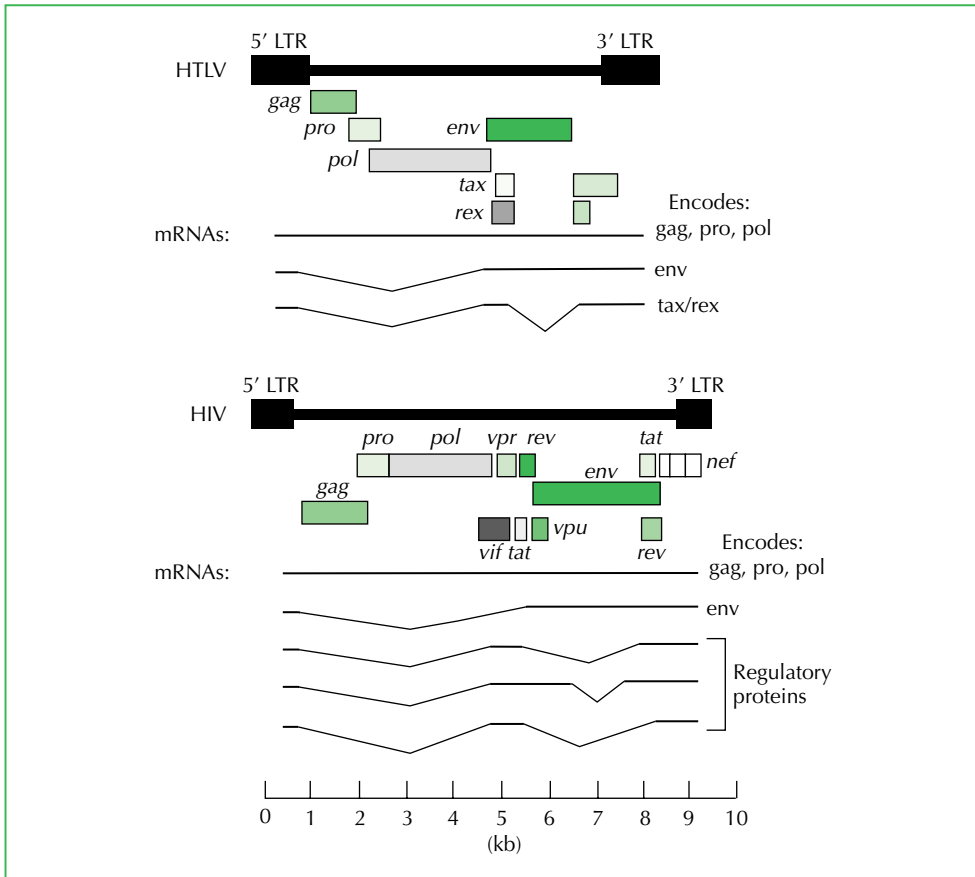 5′ LTR 3′ LTR
HTLV
gag
pro env
pol
tax
rex
Encodes:
mRNAs: gag, pro, pol
env
tax/rex
5′ LTR 3′ LTR
HIV
pro pol vpr rev tat
nef
env
gag
vpu
vif tat rev
Encodes:
mRNAs: gag, pro, pol
env
Regulatory
proteins
0 1 2 3 4 5 6 7 8 9 10
(kb)